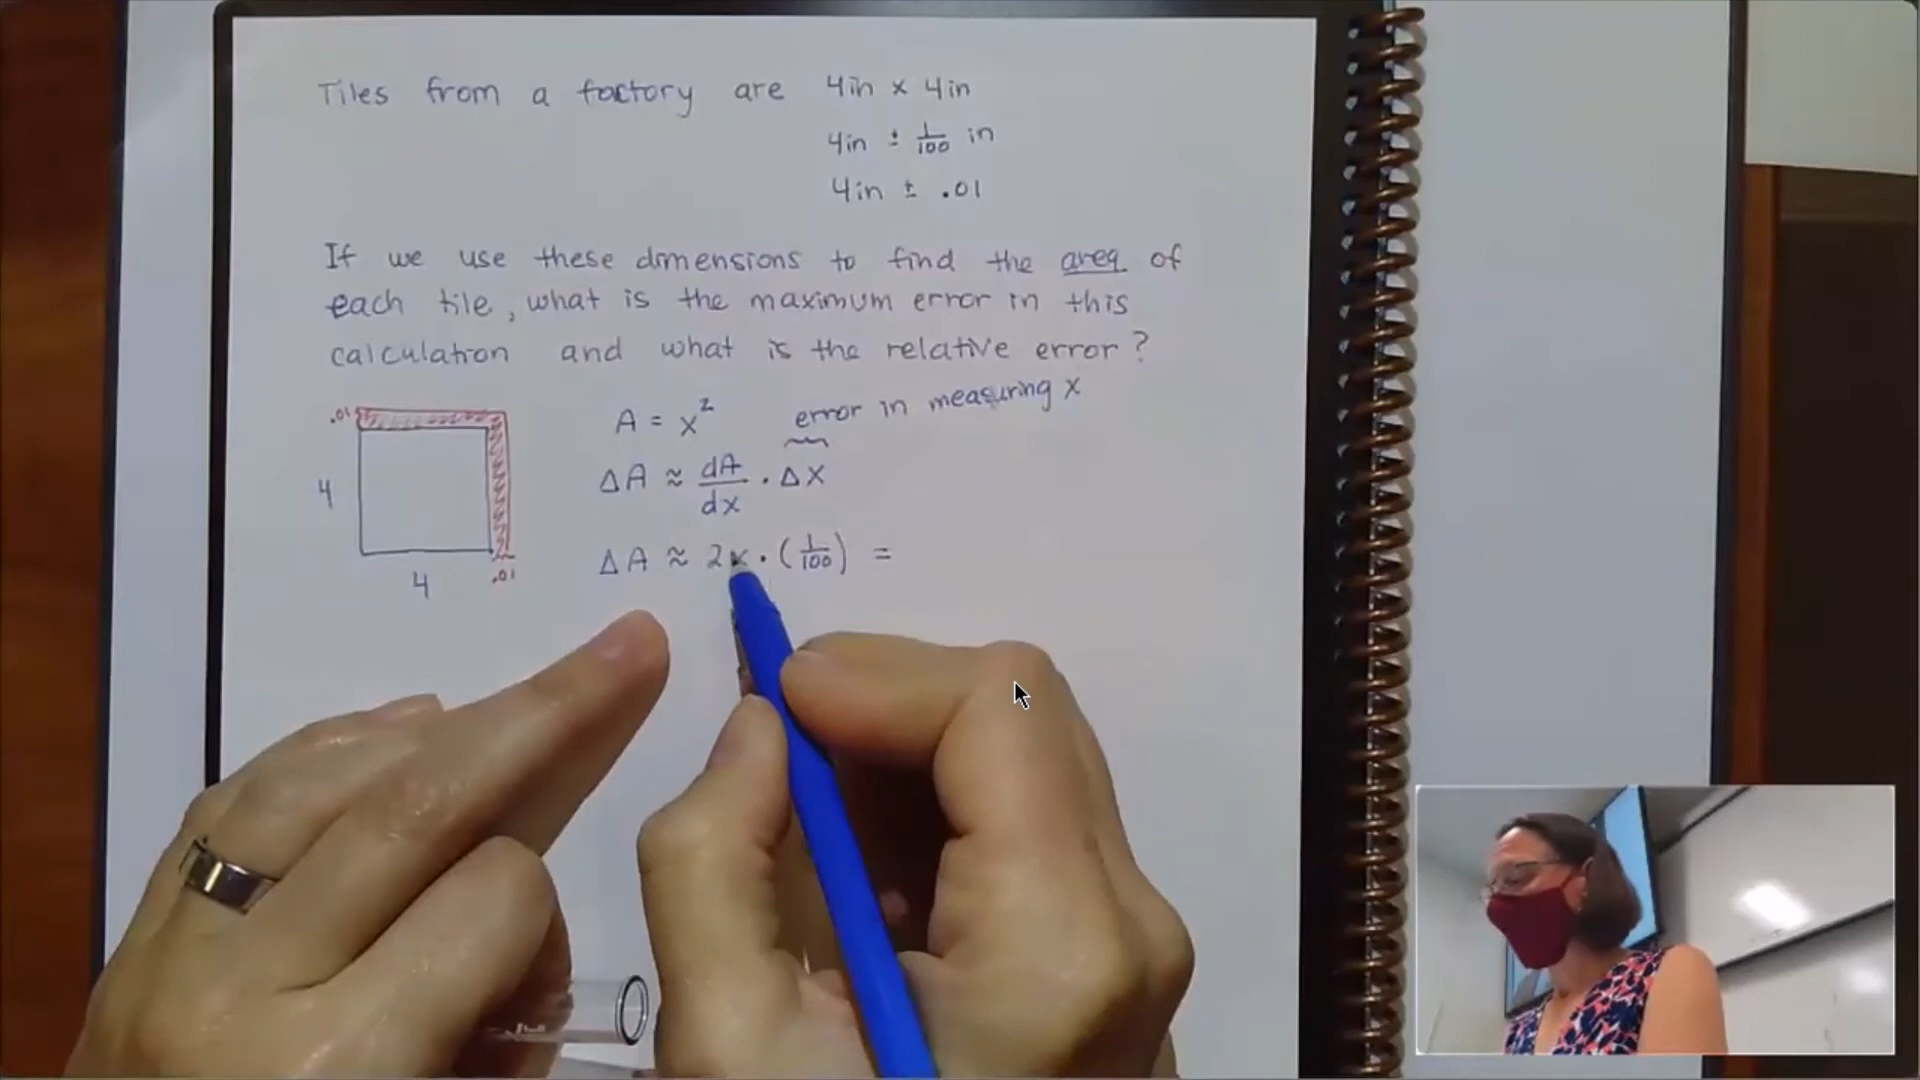 Tiles from a factory are 4in x 4in
4in ± 1/100 in
4in ± .01
If we use these dimensions to find the area of
each tile, what is the maximum error in this
calculation and what is the relative error?
.01
4
4
.01
A = x²
error in measuring x
ΔA ≈ dA/dx · Δx
ΔA ≈ 2x · (1/100) =